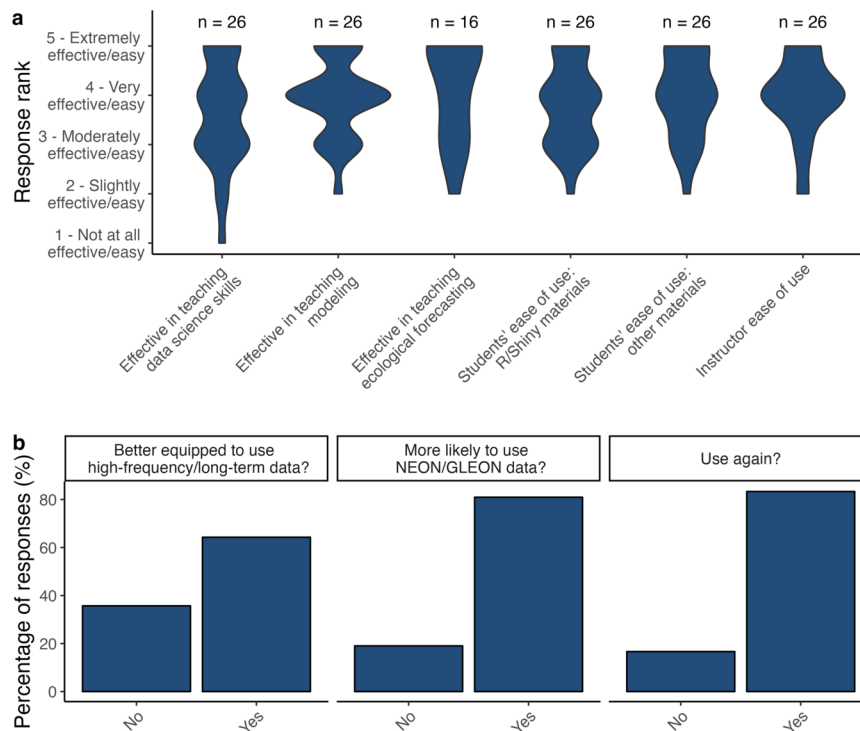 a
n = 26 n = 26 n = 16 n = 26 n = 26 n = 26
Response rank
5 - Extremely
effective/easy
4 - Very
effective/easy
3 - Moderately
effective/easy
2 - Slightly
effective/easy
1 - Not at all
effective/easy
Effective in teaching
data science skills
Effective in teaching
modeling
Effective in teaching
ecological forecasting
Students' ease of use:
R/Shiny materials
Students' ease of use:
other materials
Instructor ease of use
b
Better equipped to use
high-frequency/long-term data?
More likely to use
NEON/GLEON data?
Use again?
Percentage of responses (%)
80
60
40
20
0
No Yes No Yes No Yes